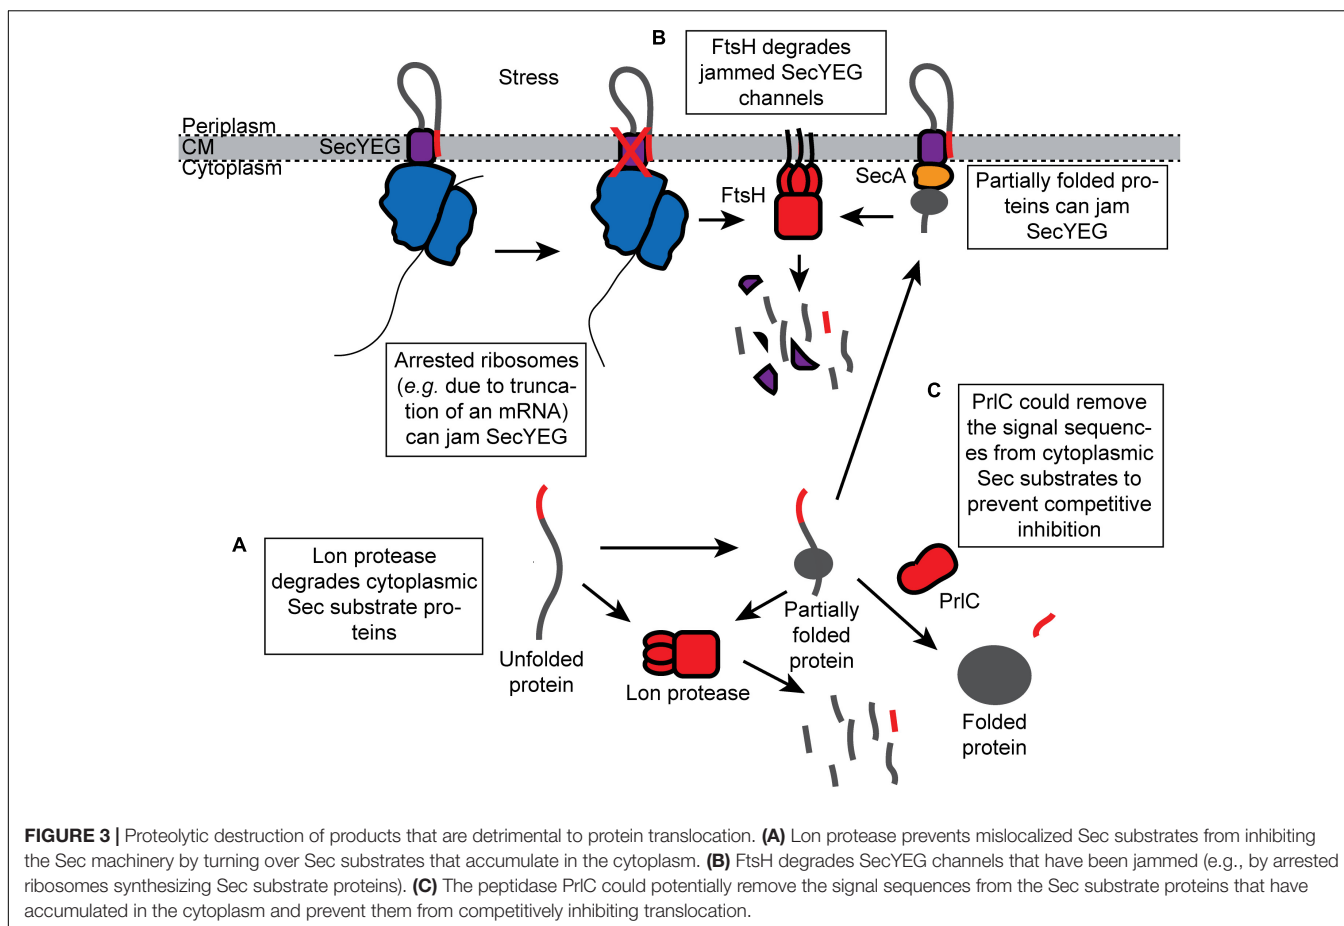 B
FtsH degrades
jammed SecYEG
channels
Stress
Periplasm
CM
Cytoplasm
SecYEG
FtsH
SecA
Partially folded pro-
teins can jam
SecYEG
Arrested ribosomes
(e.g. due to trunca-
tion of an mRNA)
can jam SecYEG
C
PrlC could remove
the signal sequenc-
es from cytoplasmic
Sec substrates to
prevent competitive
inhibition
A
Lon protease
degrades cytoplasmic
Sec substrate pro-
teins
Unfolded
protein
Lon protease
Partially
folded
protein
PrlC
Folded
protein
FIGURE 3 | Proteolytic destruction of products that are detrimental to protein translocation. (A) Lon protease prevents mislocalized Sec substrates from inhibiting
the Sec machinery by turning over Sec substrates that accumulate in the cytoplasm. (B) FtsH degrades SecYEG channels that have been jammed (e.g., by arrested
ribosomes synthesizing Sec substrate proteins). (C) The peptidase PrlC could potentially remove the signal sequences from the Sec substrate proteins that have
accumulated in the cytoplasm and prevent them from competitively inhibiting translocation.